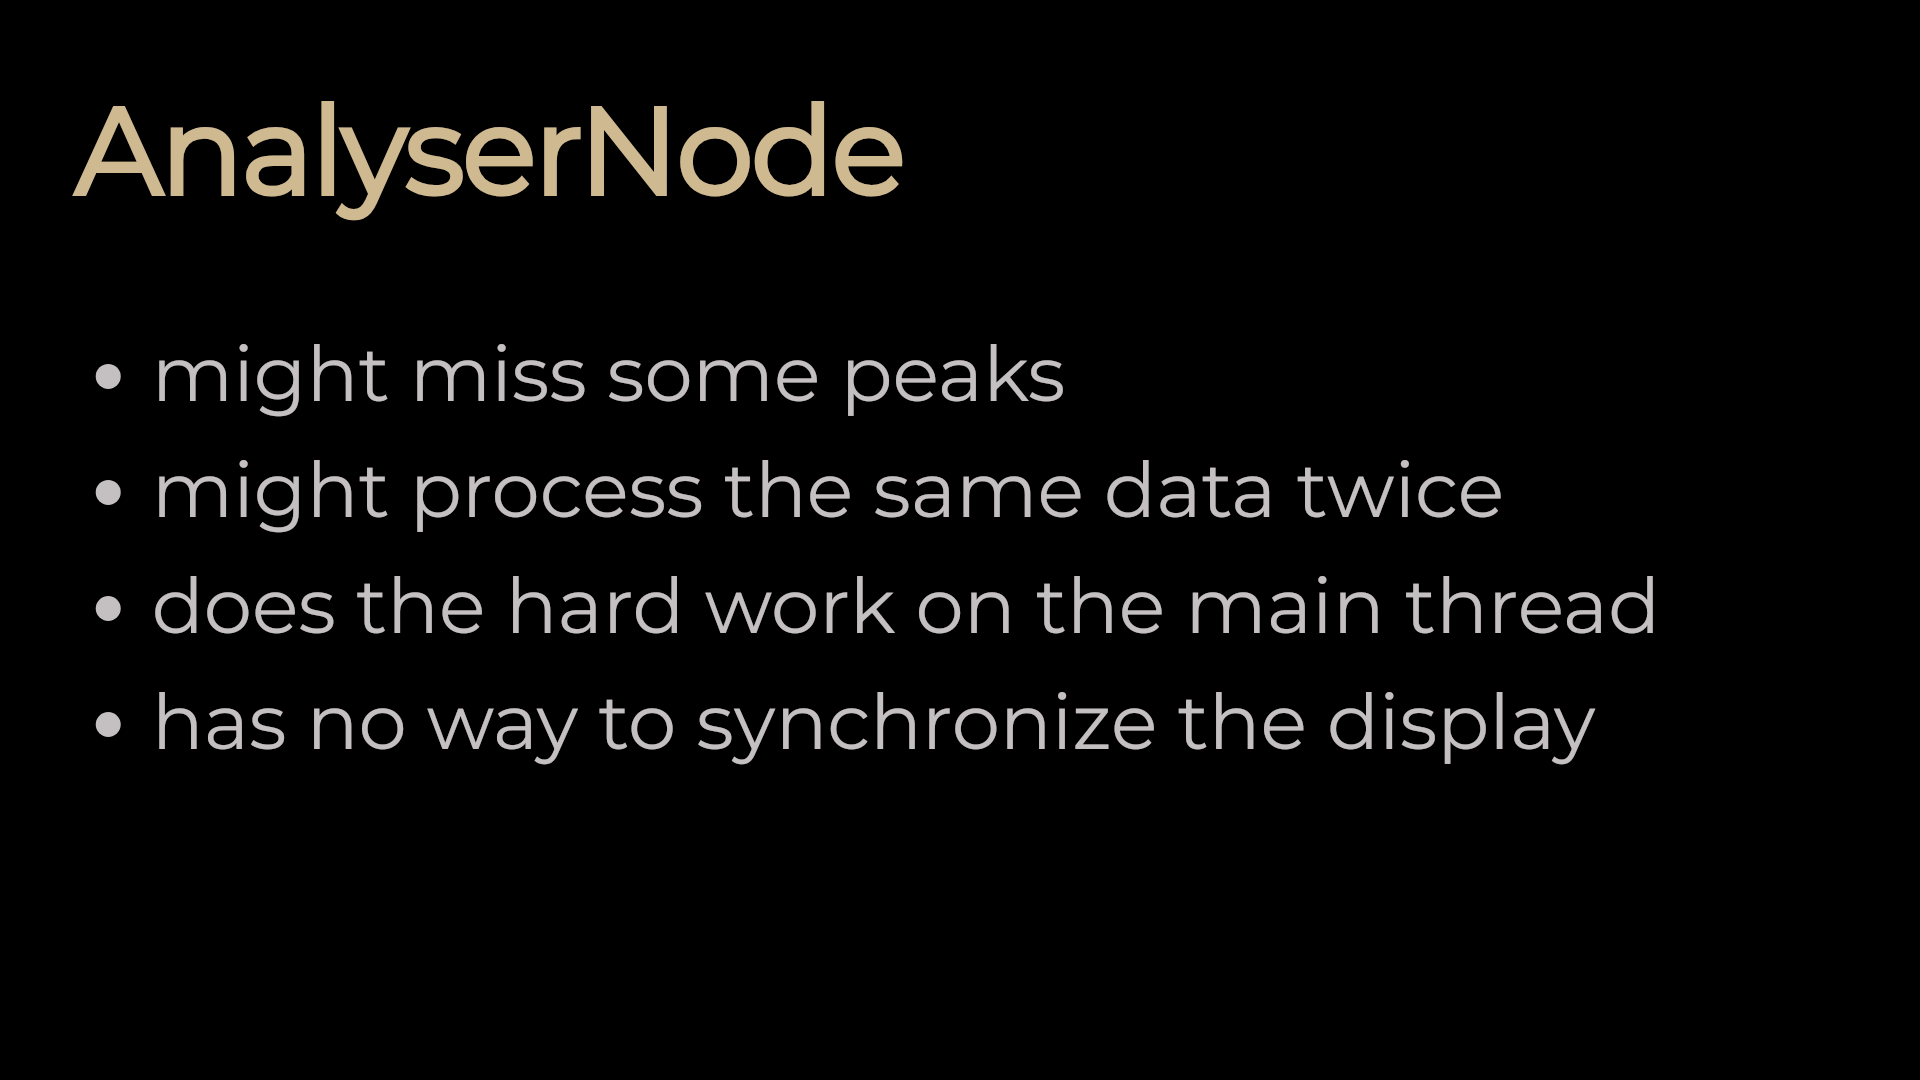 AnalyserNode
• might miss some peaks
• might process the same data twice
• does the hard work on the main thread
• has no way to synchronize the display